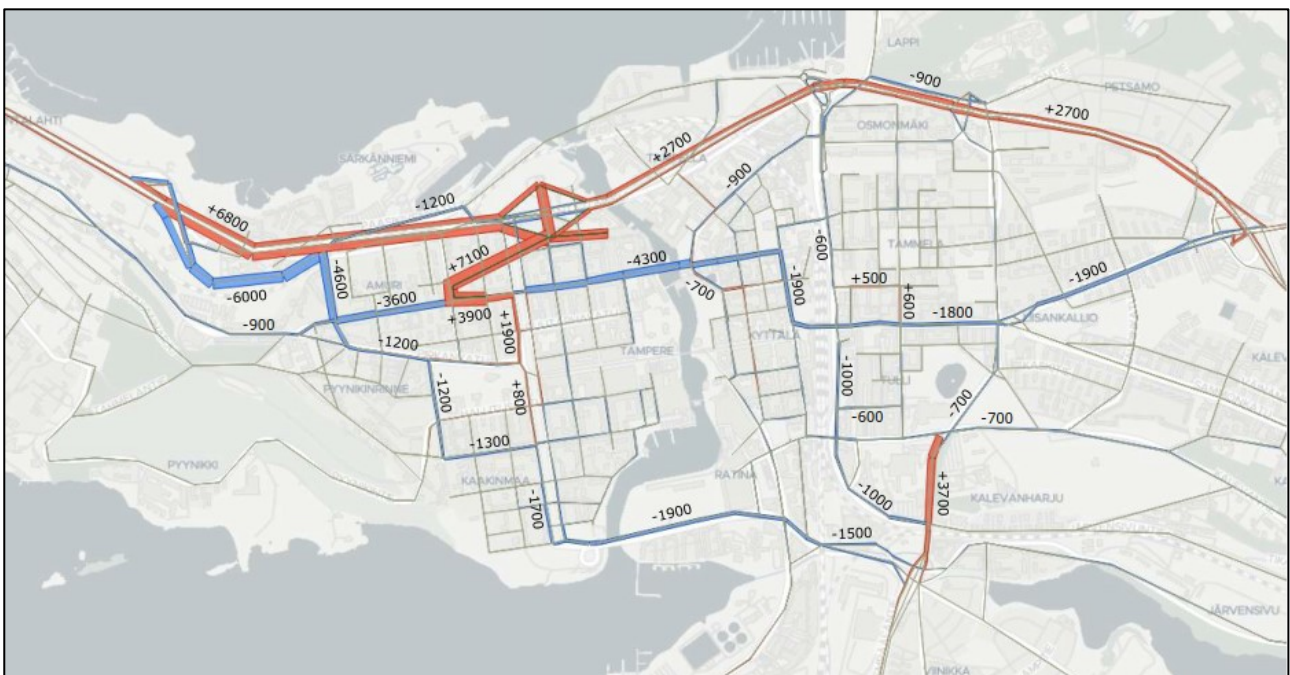 LAPPI
-900
PETSAMO
+2700
OSMONMÄKI
+2700
-900
SÄRKÄNNIEMI
-1200
+6800
-600
TAMMELA
+7100
-4300
AMURI
-4600
-6000
-3600
-700
-1900
+500
-1900
+3900
+600
-1800
+1900
-900
-1200
TAMPERE
KYTTÄLÄ
PYYNIKINRINNE
-1000
TULLI
-1200
+800
-600
-700
-700
-1300
PYYNIKKI
KAAKINMAA
RATINA
+3700
KALEVANHARJU
-1000
-1700
-1900
-1500
JÄRVENSIVU
VIINIKKA